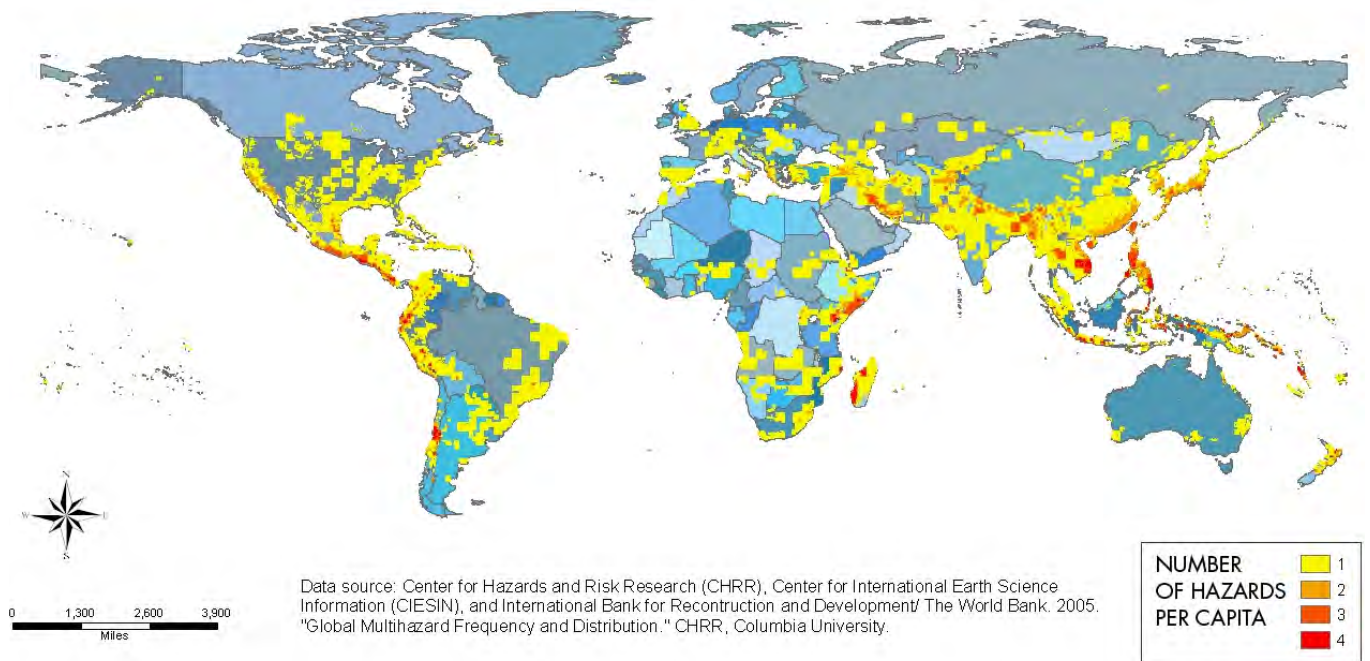 N
W E
S
0 1,300 2,600 3,900
Miles
Data source: Center for Hazards and Risk Research (CHRR), Center for International Earth Science
Information (CIESIN), and International Bank for Recontruction and Development/ The World Bank. 2005.
"Global Multihazard Frequency and Distribution." CHRR, Columbia University.
NUMBER
OF HAZARDS
PER CAPITA
1
2
3
4